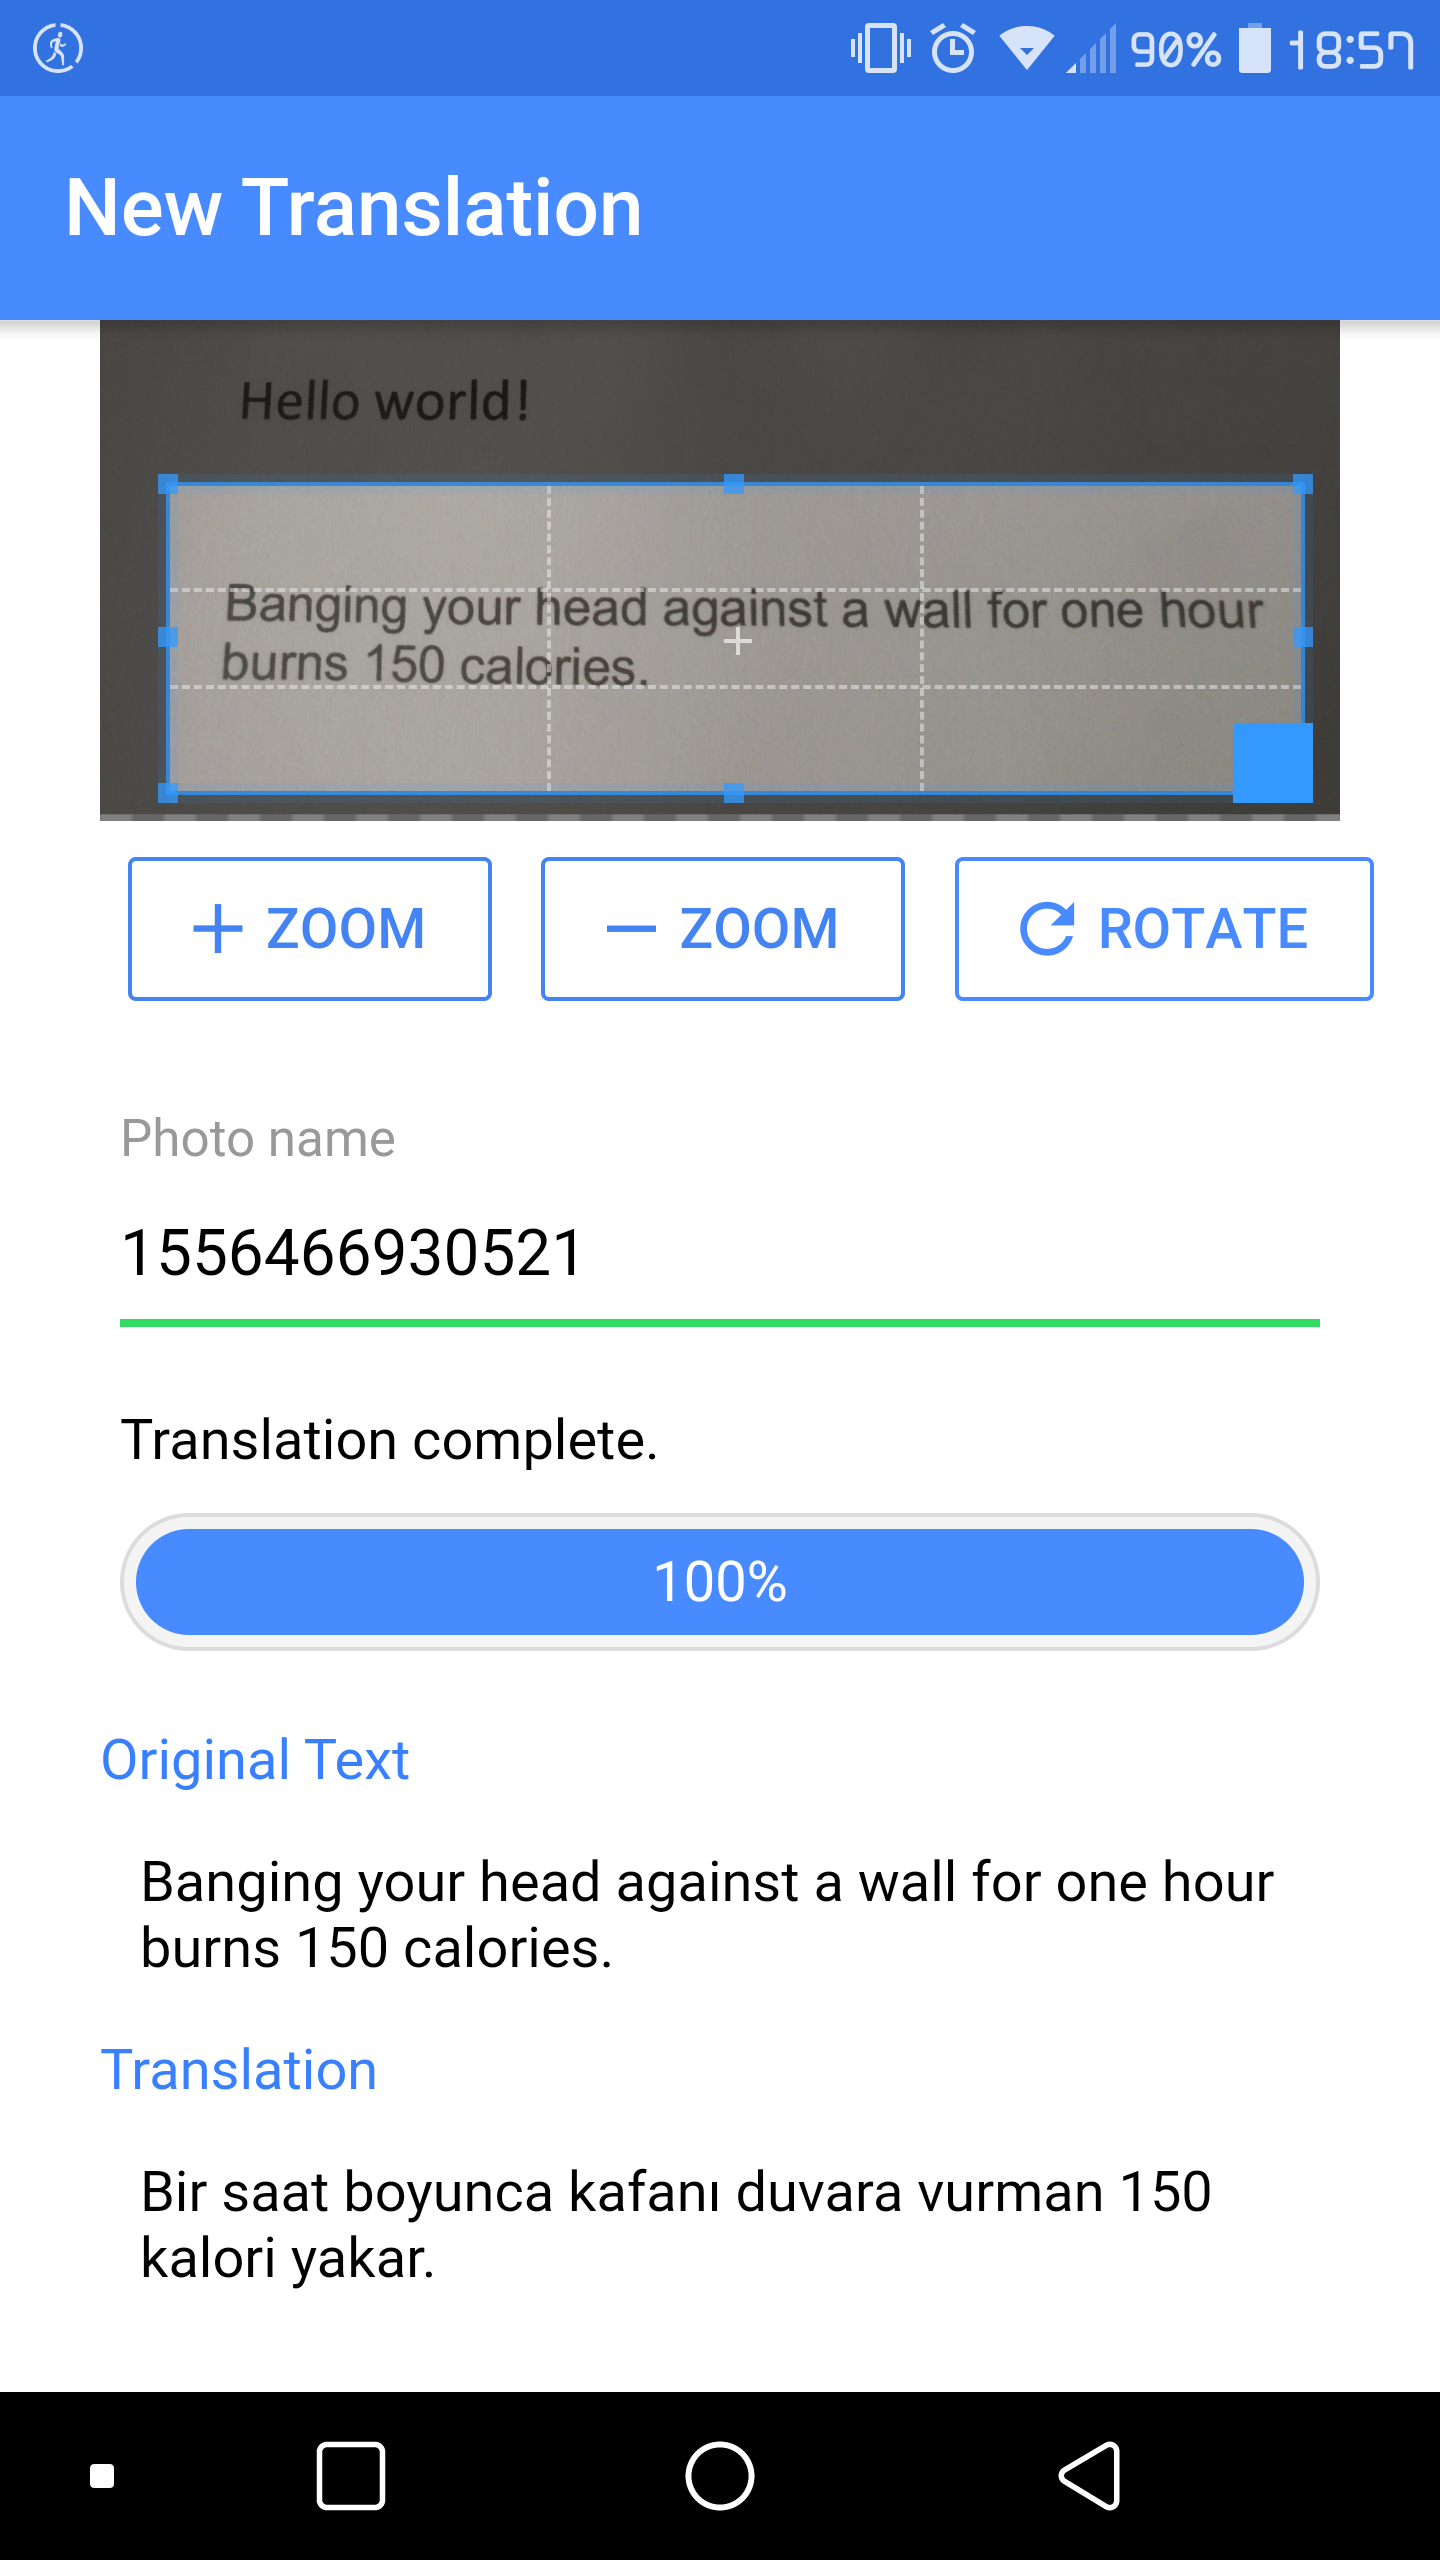 90% 18:57
New Translation
Hello world!
Banging your head against a wall for one hour
burns 150 calories.
ZOOM
ZOOM
ROTATE
Photo name
1556466930521
Translation complete.
100%
Original Text
Banging your head against a wall for one hour
burns 150 calories.
Translation
Bir saat boyunca kafanı duvara vurman 150
kalori yakar.